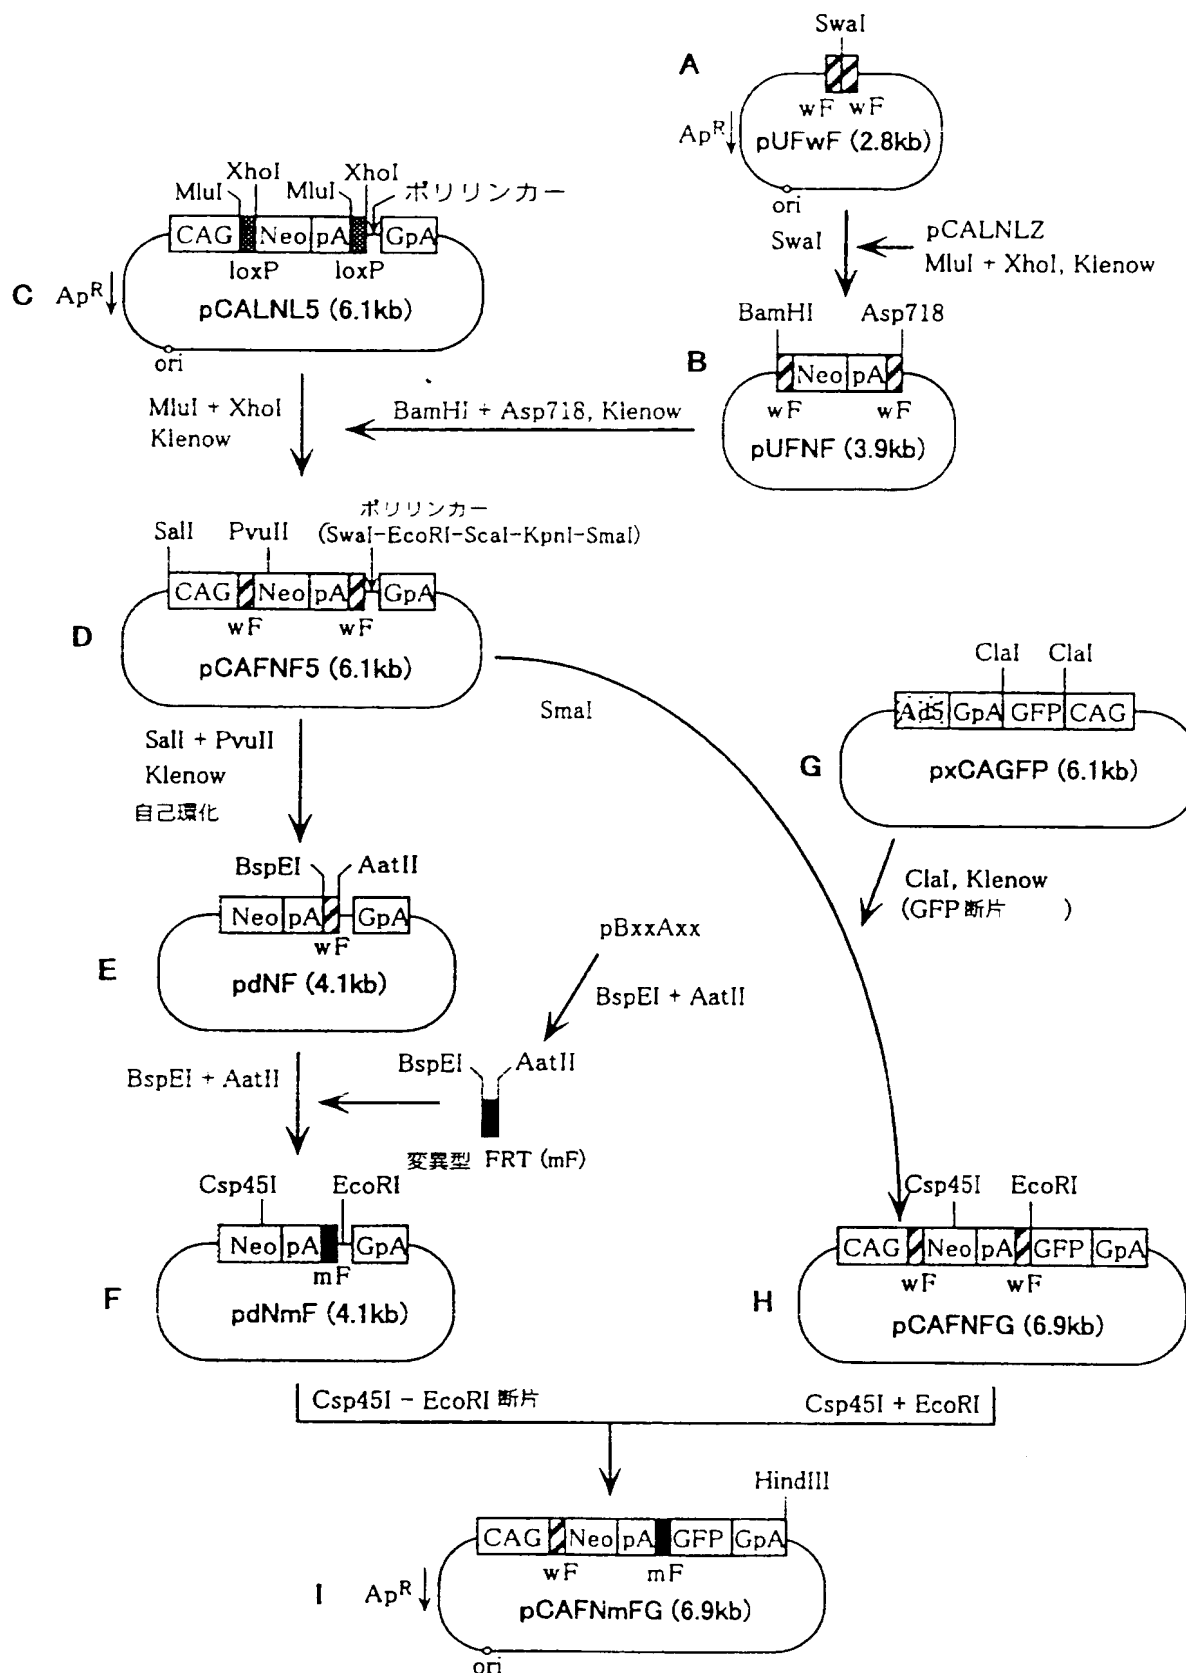 SwaI
A
wF wF
ApR
pUFwF (2.8kb)
ori
XhoI XhoI
MluI MluI ポリリンカー
CAG Neo pA GpA
loxP loxP
C ApR
pCALNL5 (6.1kb)
ori
SwaI
pCALNLZ
MluI + XhoI, Klenow
BamHI Asp718
B
Neo pA
wF wF
pUFNF (3.9kb)
MluI + XhoI
Klenow
BamHI + Asp718, Klenow
ポリリンカー
SalI PvuII (SwaI-EcoRI-ScaI-KpnI-SmaI)
CAG Neo pA GpA
wF wF
D
pCAFNF5 (6.1kb)
SmaI
ClaI ClaI
Ad5 GpA GFP CAG
G
pxCAGFP (6.1kb)
SalI + PvuII
Klenow
自己環化
ClaI, Klenow
(GFP 断片 )
BspEI AatII
Neo pA GpA
wF
E
pdNF (4.1kb)
pBxxAxx
BspEI + AatII
BspEI AatII
BspEI + AatII
変異型 FRT (mF)
Csp45I EcoRI
Neo pA GpA
mF
F
pdNmF (4.1kb)
Csp45I EcoRI
CAG Neo pA GFP GpA
wF wF
H
pCAFNFG (6.9kb)
Csp45I - EcoRI 断片
Csp45I + EcoRI
HindIII
CAG Neo pA GFP GpA
wF mF
I ApR
pCAFNmFG (6.9kb)
ori